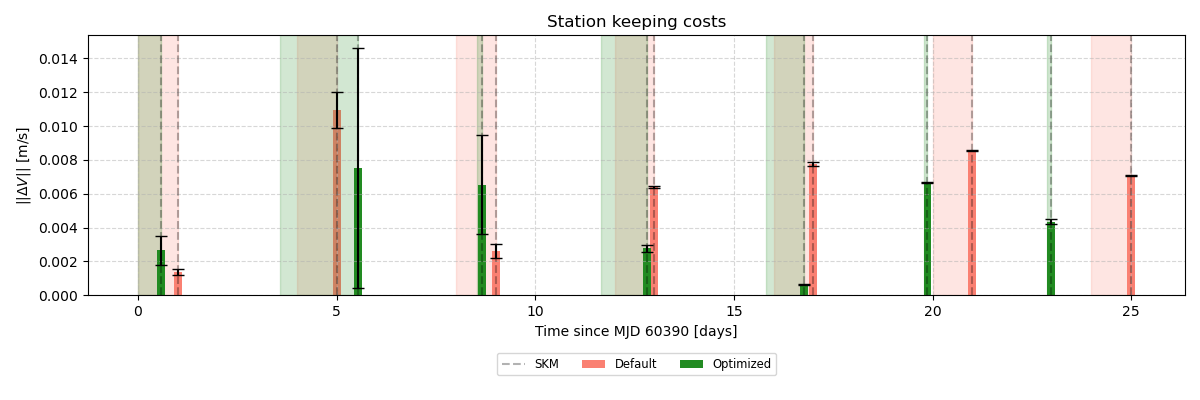 Station keeping costs
||ΔV|| [m/s]
0.014
0.012
0.010
0.008
0.006
0.004
0.002
0.000
0 5 10 15 20 25
Time since MJD 60390 [days]
SKM Default Optimized